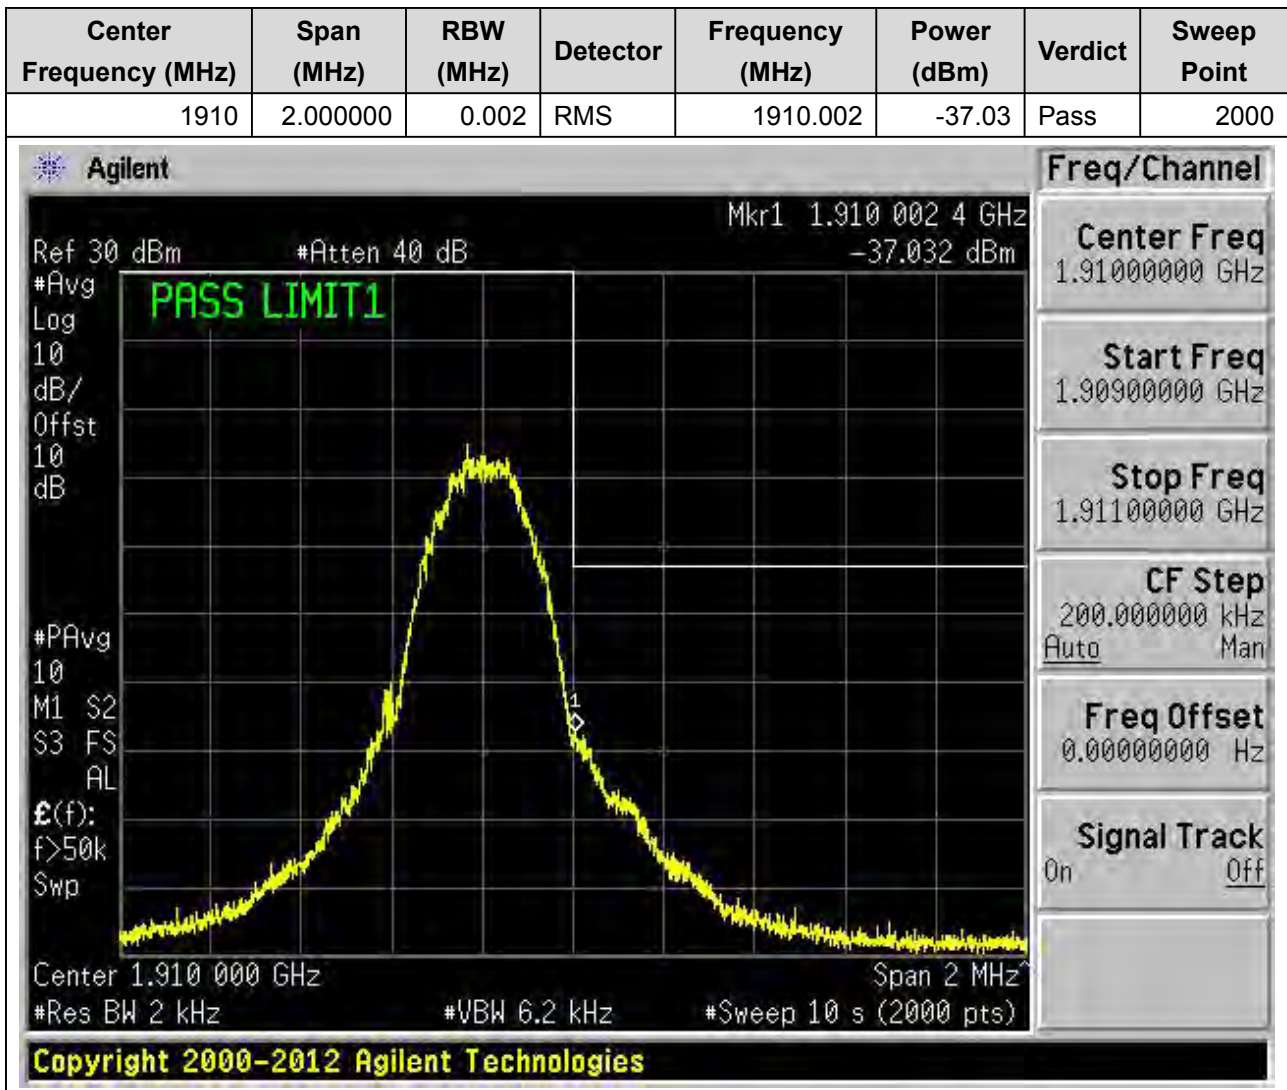 Center Frequency (MHz) Span (MHz) RBW (MHz) Detector Frequency (MHz) Power (dBm) Verdict Sweep Point
1910 2.000000 0.002 RMS 1910.002 -37.03 Pass 2000
Agilent
Freq/Channel
Mkr1 1.910 002 4 GHz
Ref 30 dBm #Atten 40 dB -37.032 dBm
#Avg
Log
10
dB/
Offst
10
dB
PASS LIMIT1
#PAvg
10
M1 S2
S3 FS
AL
£(f):
f>50k
Swp
1
Center 1.910 000 GHz Span 2 MHz^
#Res BW 2 kHz #VBW 6.2 kHz #Sweep 10 s (2000 pts)
Center Freq
1.91000000 GHz
Start Freq
1.90900000 GHz
Stop Freq
1.91100000 GHz
CF Step
200.000000 kHz
Auto Man
Freq Offset
0.00000000 Hz
Signal Track
On Off
Copyright 2000-2012 Agilent Technologies